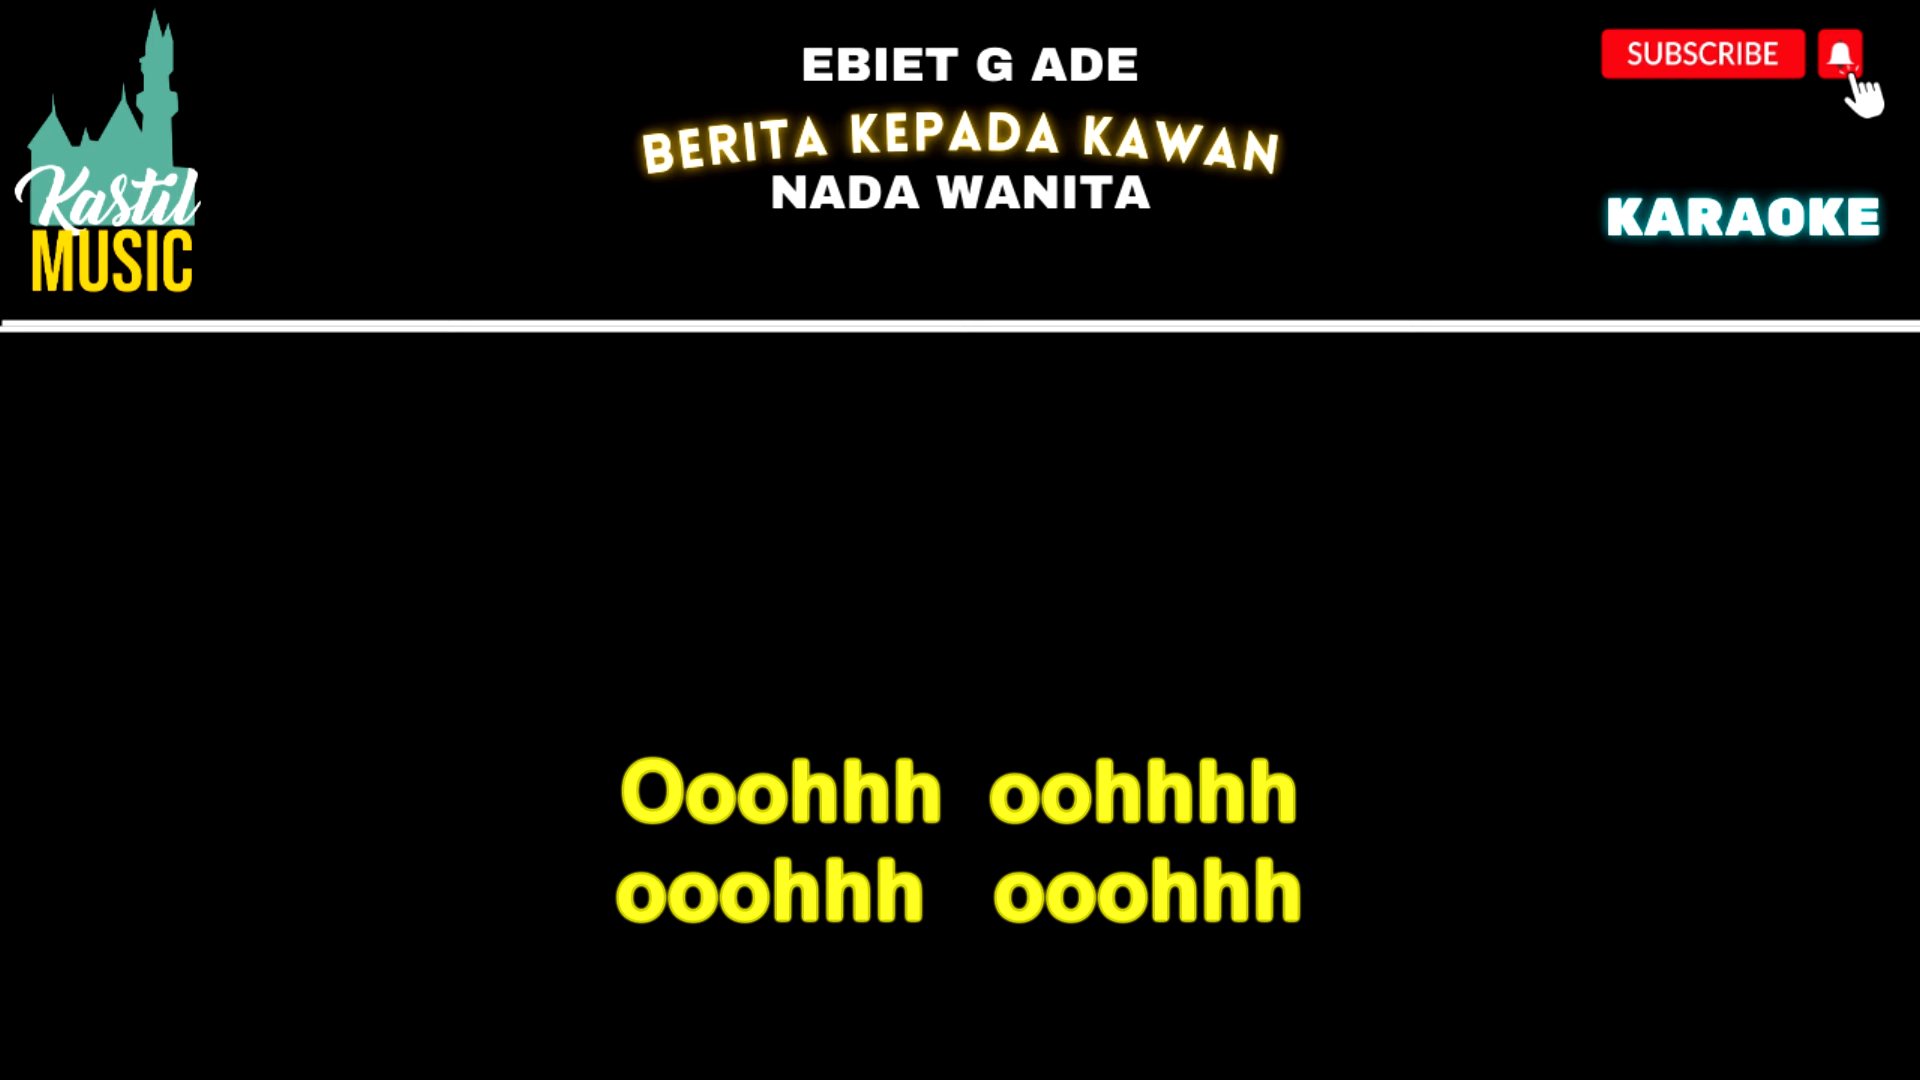 Kastil
MUSIC
EBIET G ADE
BERITA KEPADA KAWAN
NADA WANITA
SUBSCRIBE
KARAOKE
Ooohhh oohhhh
ooohhh ooohhh